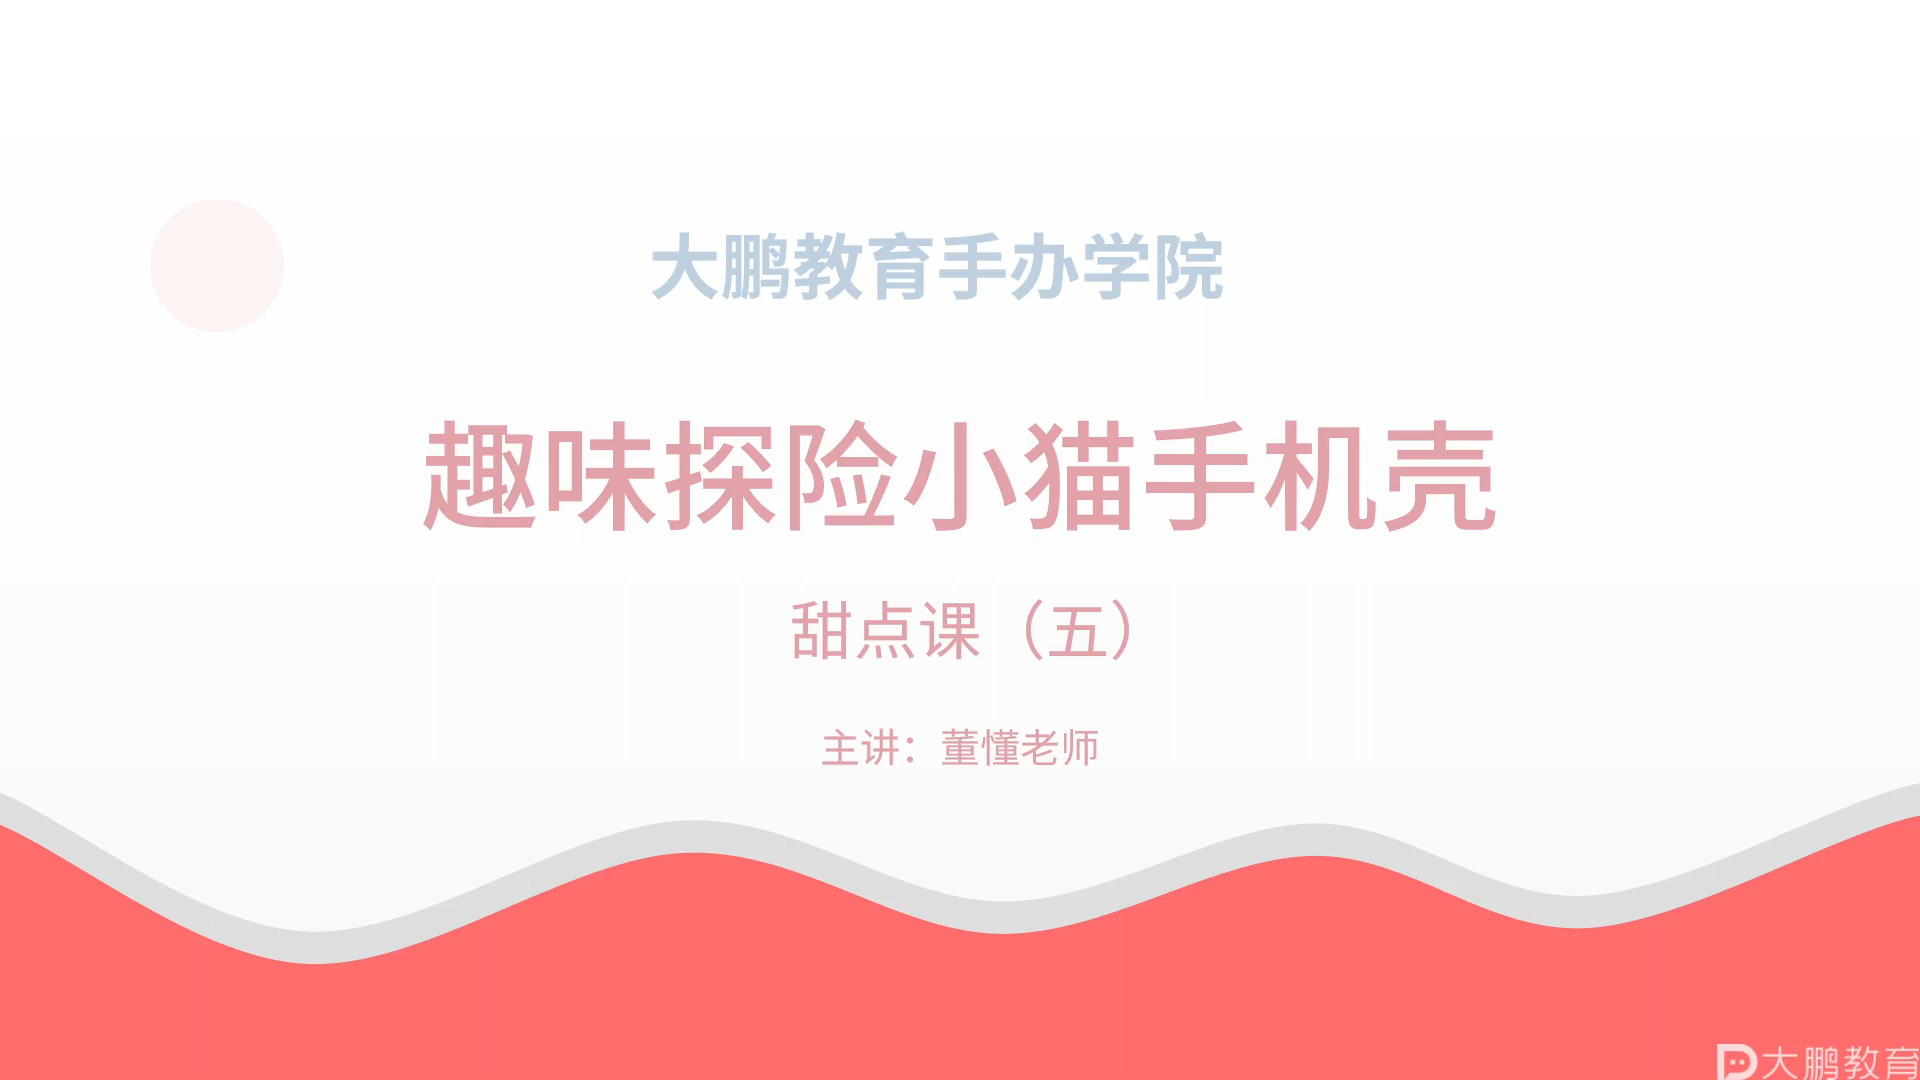 大鹏教育手办学院
趣味探险小猫手机壳
甜点课（五）
主讲：董懂老师
大鹏教育